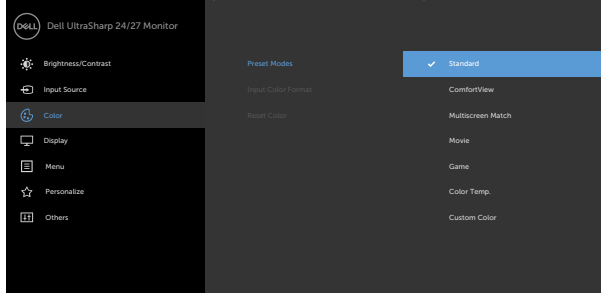 DELL Dell UltraSharp 24/27 Monitor
Brightness/Contrast Preset Modes Standard
Input Source Input Color Format ComfortView
Color Reset Color Multiscreen Match
Display Movie
Menu Game
Personalize Color Temp.
Others Custom Color